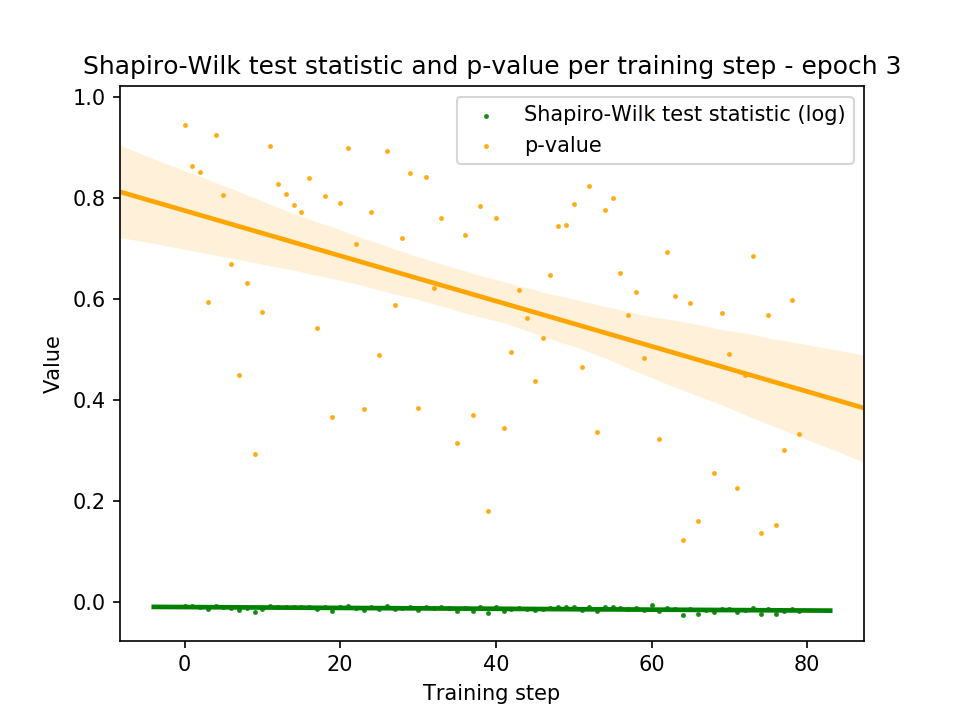 Shapiro-Wilk test statistic and p-value per training step - epoch 3
Shapiro-Wilk test statistic (log)
p-value
Value
1.0
0.8
0.6
0.4
0.2
0.0
0
20
40
60
80
Training step